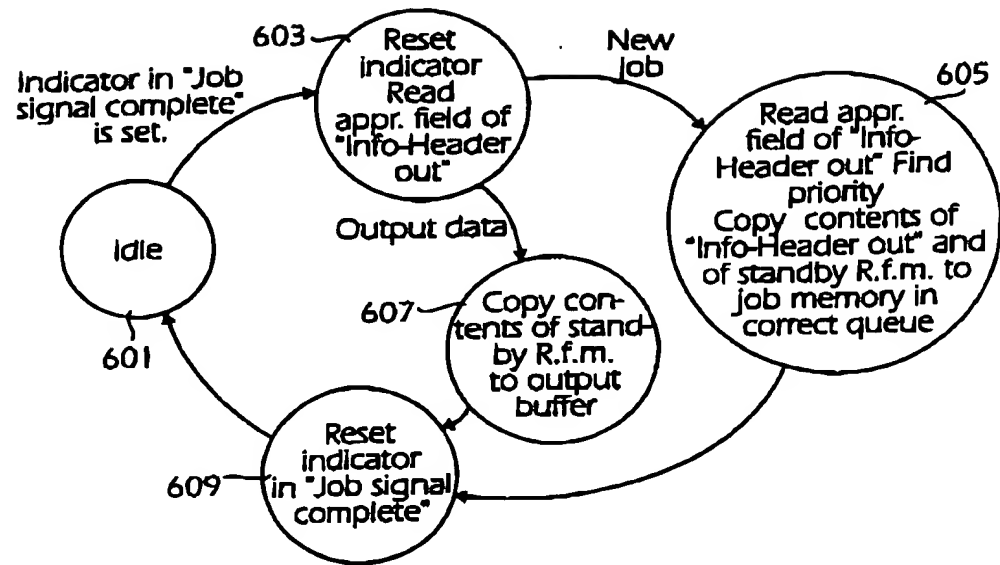 603
Reset
indicator
Read
appr. field of
"Info-Header
out"
New
job
605
Indicator in "Job
signal complete"
is set.
Read appr.
field of "Info-
Header out" Find
priority
Copy contents of
"Info-Header out" and
of standby R.f.m. to
job memory in
correct queue
Idle
601
Output data
607
Copy con-
tents of stand-
by R.f.m.
to output
buffer
609
Reset
indicator
in "Job signal
complete"